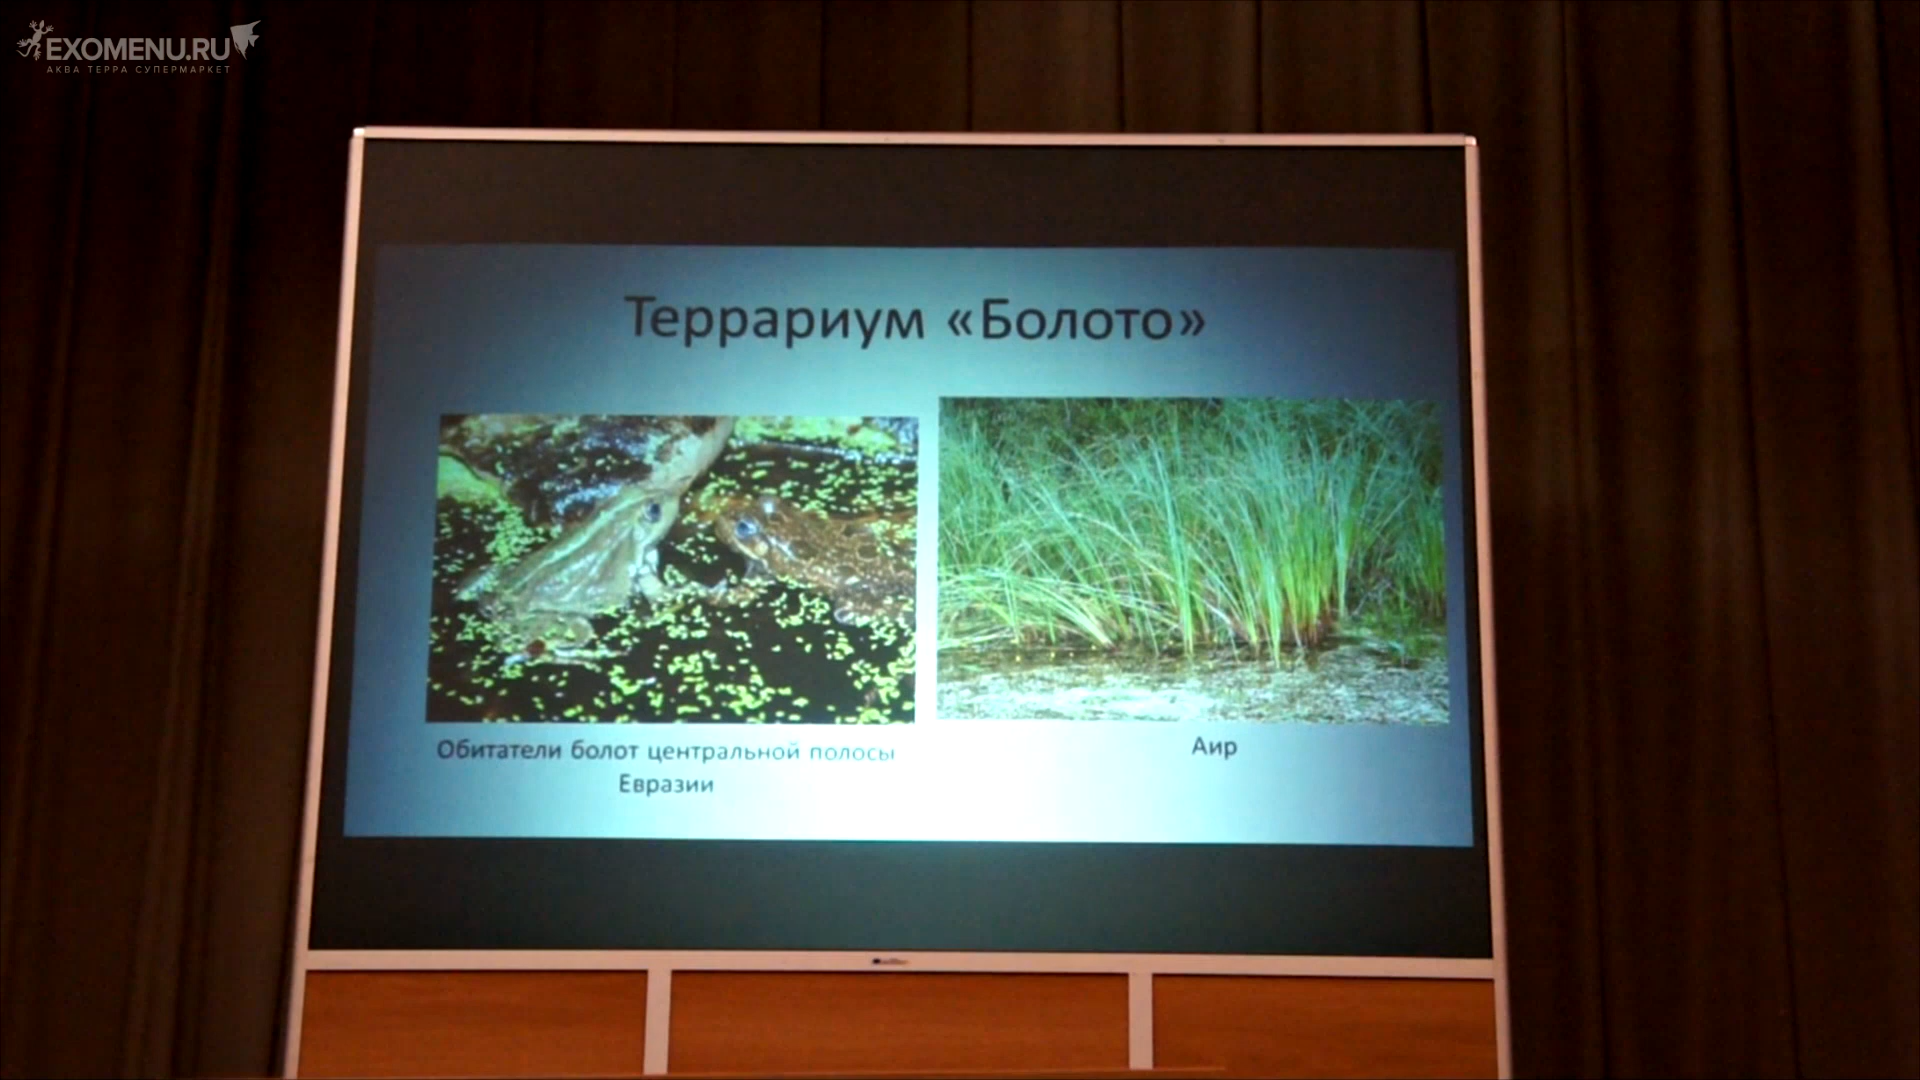 EXOMENU.RU
АКВА ТЕРРА СУПЕРМАРКЕТ
Террариум «Болото»
Обитатели болот центральной полосы
Евразии
Аир